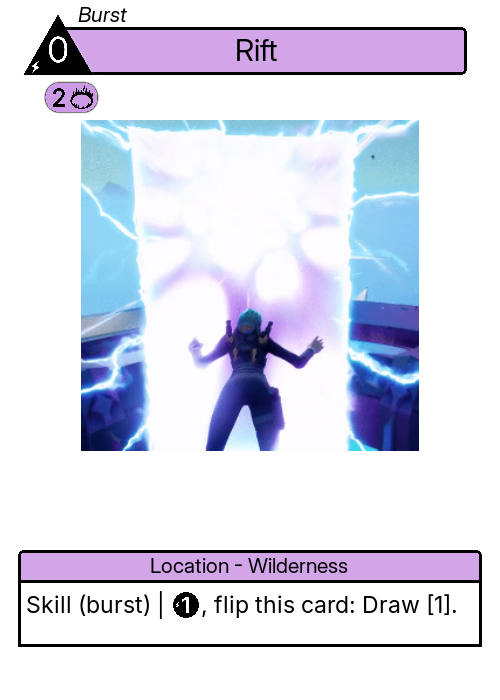 Burst
0 Rift
2
Location - Wilderness
Skill (burst) | 1, flip this card: Draw [1].